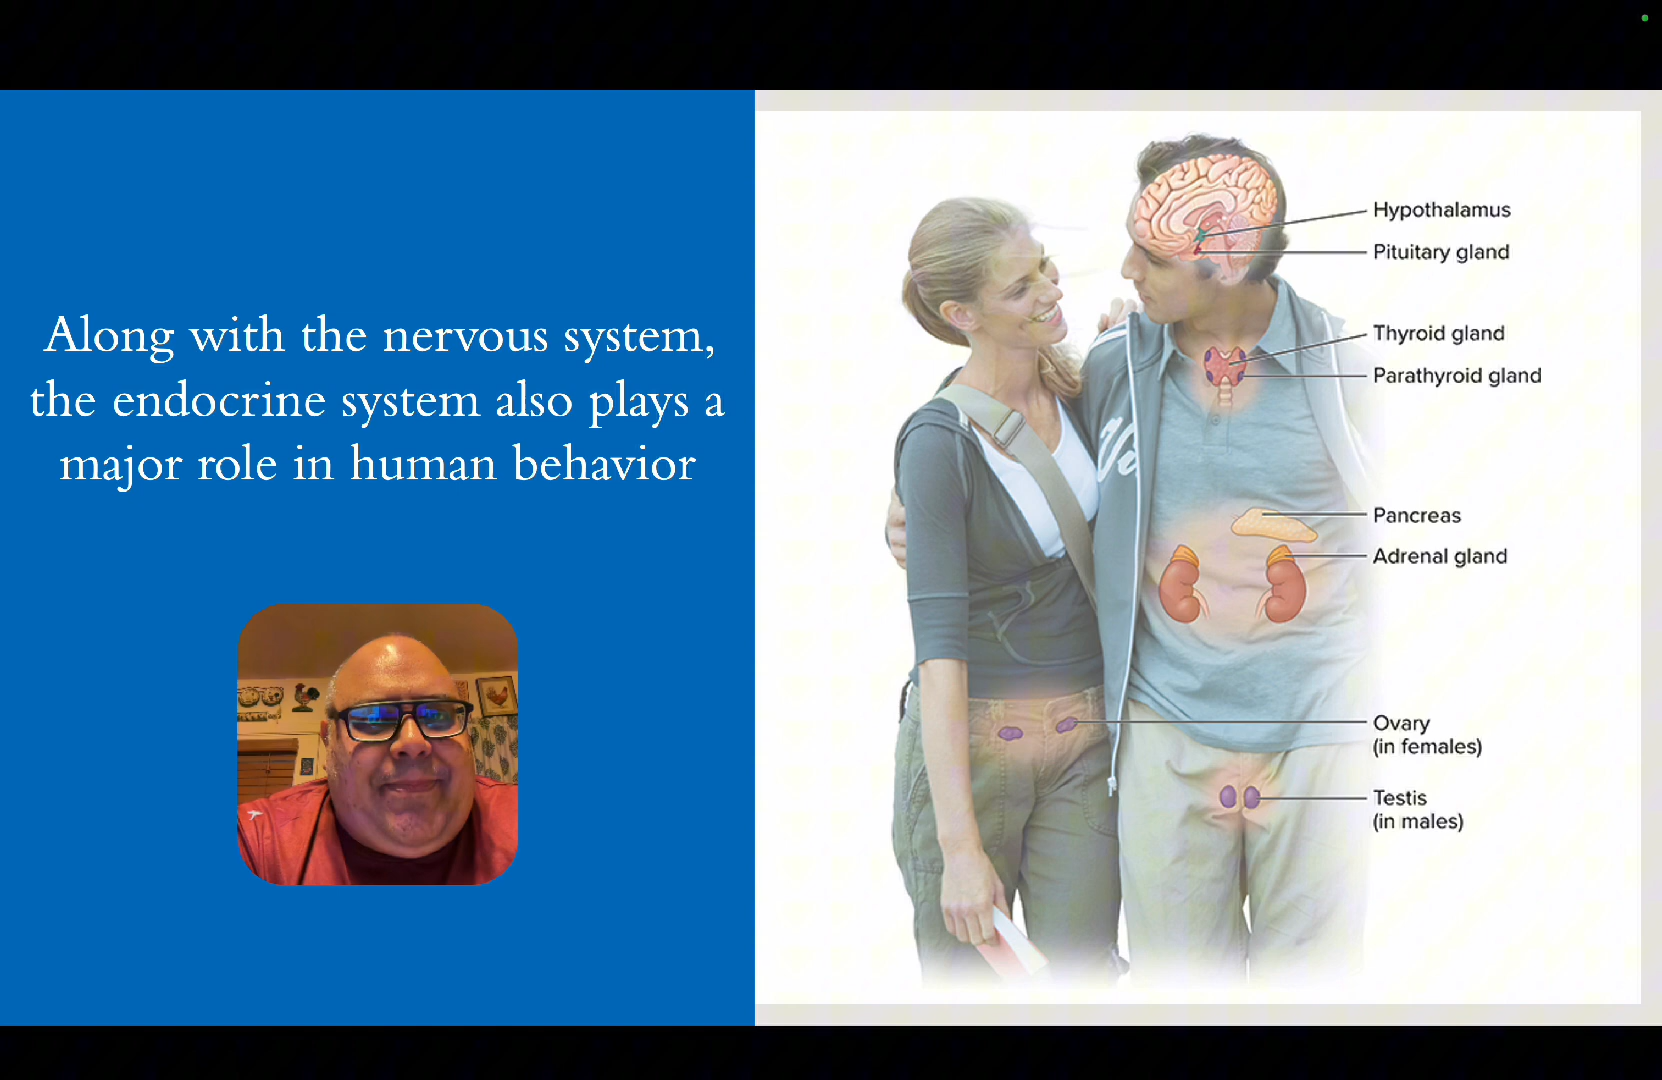 Along with the nervous system,
the endocrine system also plays a
major role in human behavior
Hypothalamus
Pituitary gland
Thyroid gland
Parathyroid gland
Pancreas
Adrenal gland
Ovary
(in females)
Testis
(in males)